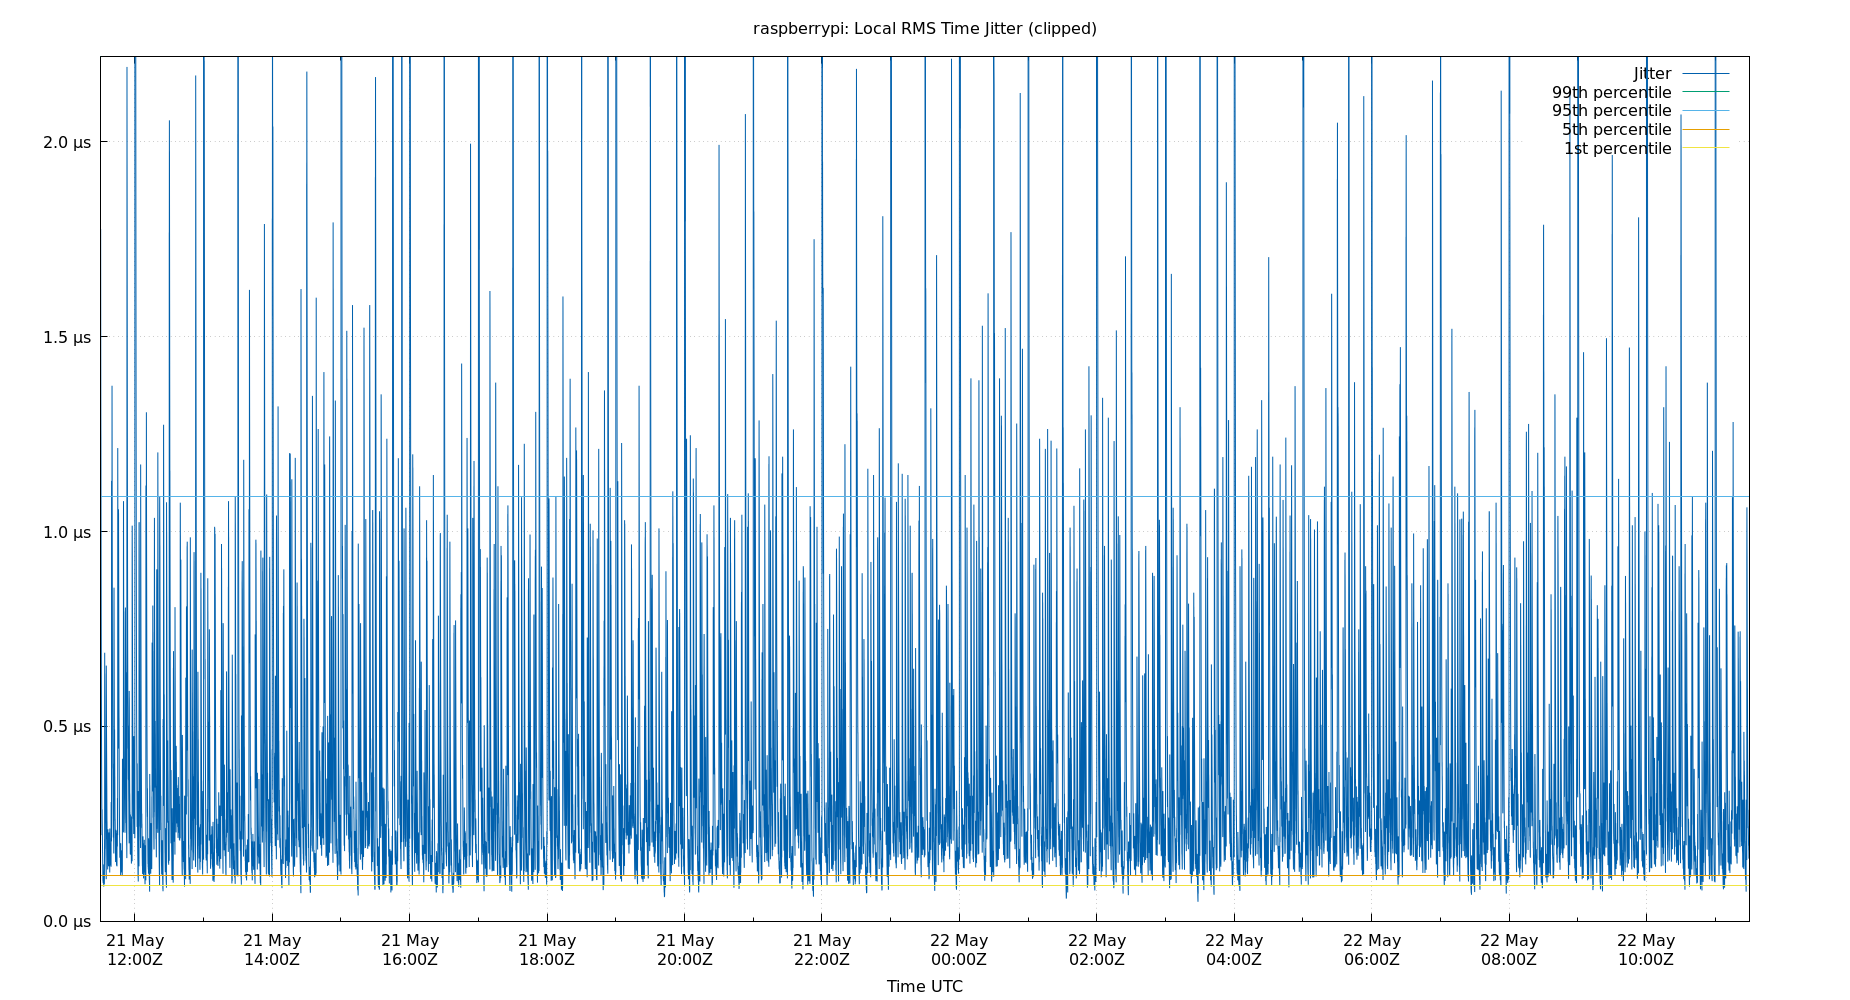 raspberrypi: Local RMS Time Jitter (clipped)
Jitter
99th percentile
95th percentile
5th percentile
1st percentile
2.0 µs
1.5 µs
1.0 µs
0.5 µs
0.0 µs
21 May 21 May 21 May 21 May 21 May 21 May 22 May 22 May 22 May 22 May 22 May 22 May
12:00Z 14:00Z 16:00Z 18:00Z 20:00Z 22:00Z 00:00Z 02:00Z 04:00Z 06:00Z 08:00Z 10:00Z
Time UTC